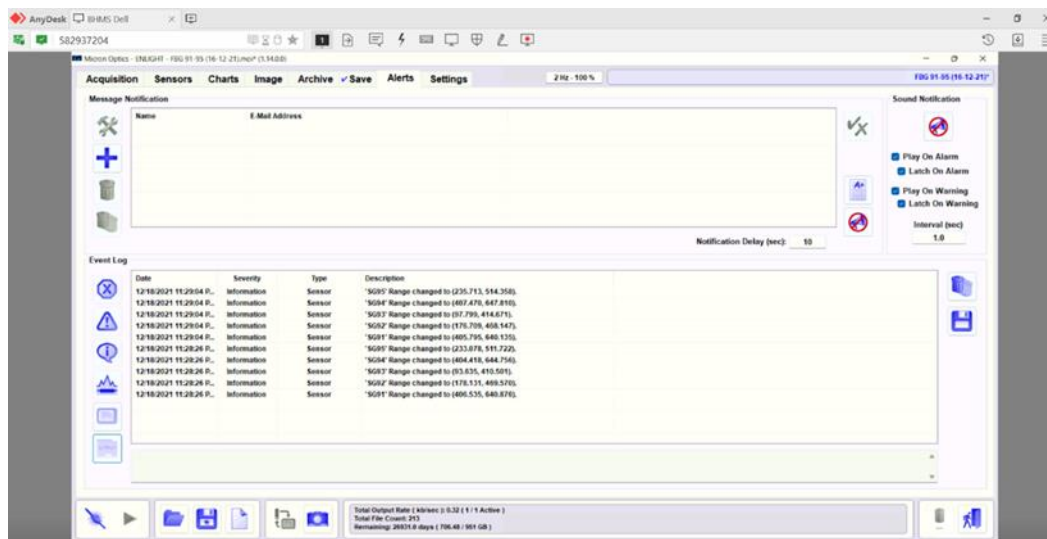 AnyDesk BHMS Dell
582937204
Micron Optics - ENLIGHT - FBG 91-95 (16-12-21).moi* (1.14.0.0)
Acquisition Sensors Charts Image Archive Save Alerts Settings 2 Hz - 100 % FBG 91-95 (16-12-21)*
Message Notification
Name E-Mail Address
Notification Delay (sec): 10
Sound Notification
Play On Alarm
Latch On Alarm
Play On Warning
Latch On Warning
Interval (sec)
1.0
Event Log
Date Severity Type Description
12/18/2021 11:29:04 P... Information Sensor 'SG95' Range changed to (235.713, 514.358).
12/18/2021 11:29:04 P... Information Sensor 'SG94' Range changed to (407.470, 647.810).
12/18/2021 11:29:04 P... Information Sensor 'SG93' Range changed to (97.799, 414.671).
12/18/2021 11:29:04 P... Information Sensor 'SG92' Range changed to (176.709, 468.147).
12/18/2021 11:29:04 P... Information Sensor 'SG91' Range changed to (405.795, 640.135).
12/18/2021 11:28:26 P... Information Sensor 'SG95' Range changed to (233.078, 511.722).
12/18/2021 11:28:26 P... Information Sensor 'SG94' Range changed to (404.418, 644.756).
12/18/2021 11:28:26 P... Information Sensor 'SG93' Range changed to (93.635, 410.501).
12/18/2021 11:28:26 P... Information Sensor 'SG92' Range changed to (178.131, 469.570).
12/18/2021 11:28:26 P... Information Sensor 'SG91' Range changed to (406.535, 640.876).
Total Output Rate ( kb/sec ): 0.32 ( 1 / 1 Active )
Total File Count: 213
Remaining: 26831.0 days ( 706.48 / 951 GB )